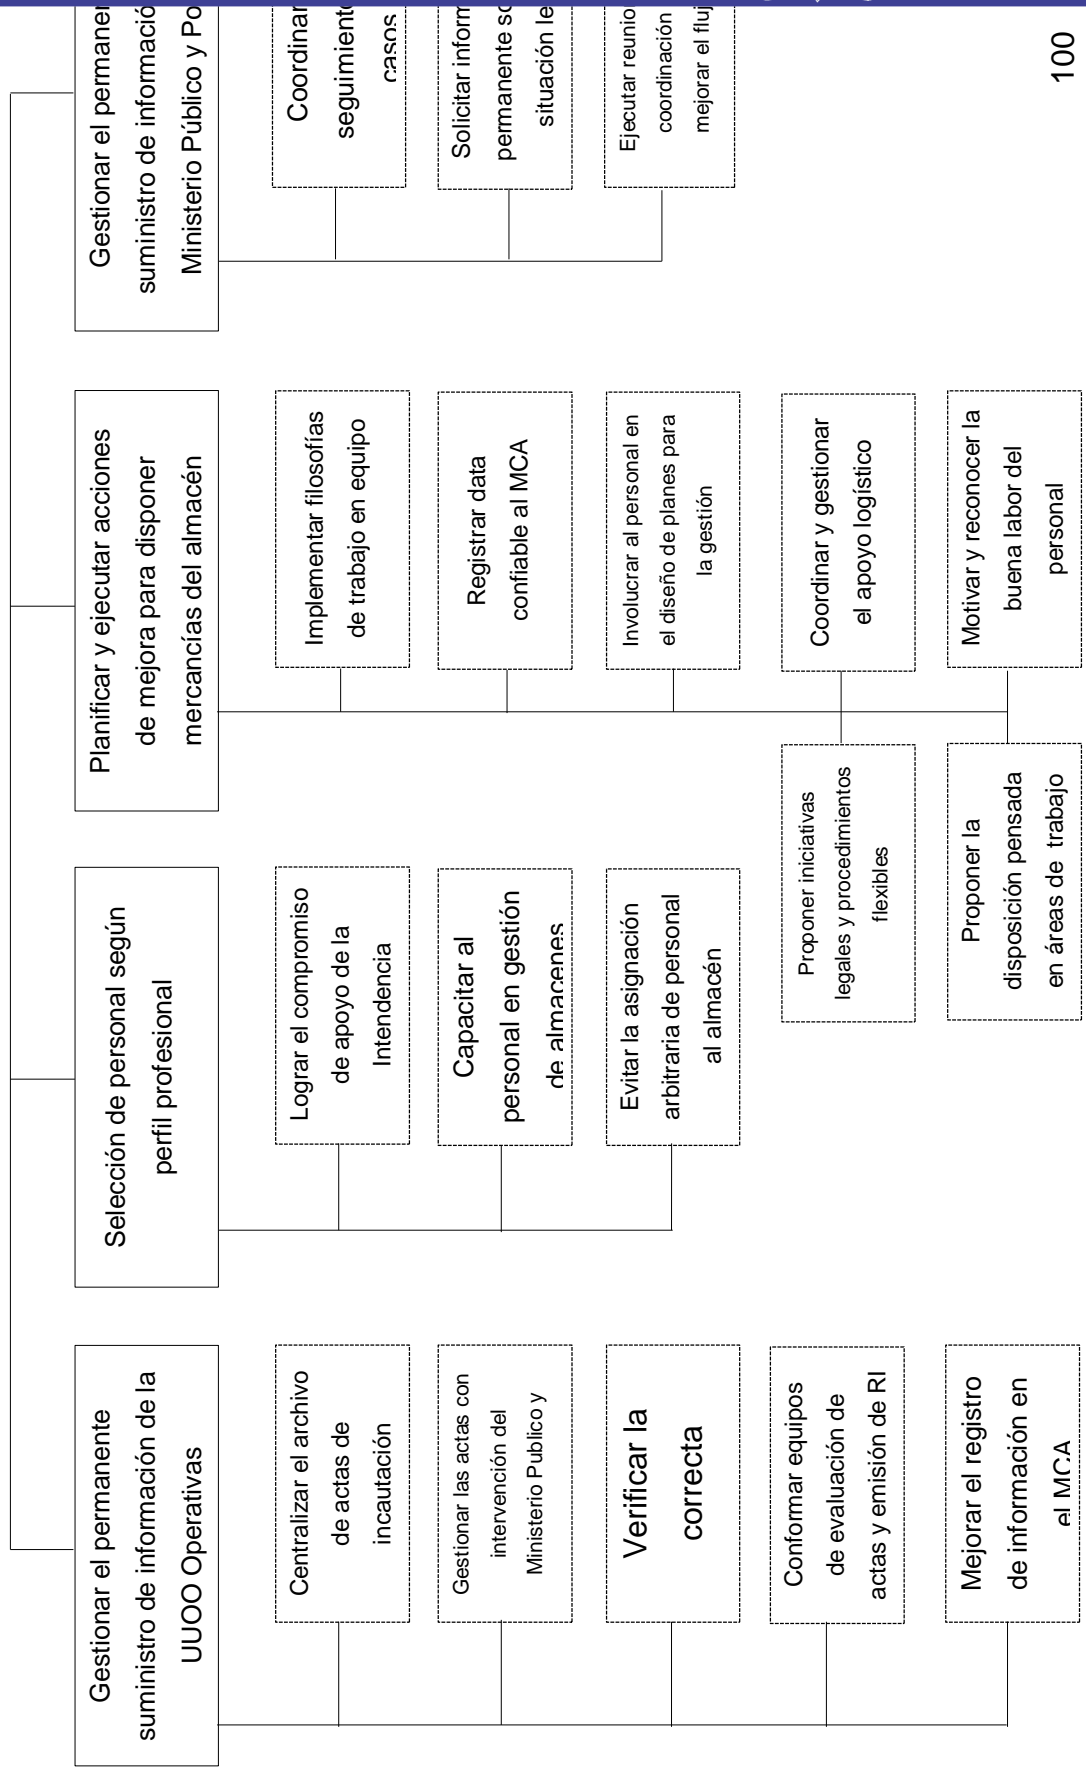 Gestionar el permanente
suministro de información de la
UUOO Operativas
Centralizar el archivo
de actas de
incautación
Gestionar las actas con
intervención del
Ministerio Publico y
Verificar la
correcta
Conformar equipos
de evaluación de
actas y emisión de RI
Mejorar el registro
de información en
el MCA
Selección de personal según
perfil profesional
Lograr el compromiso
de apoyo de la
Intendencia
Capacitar al
personal en gestión
de almacenes
Evitar la asignación
arbitraria de personal
al almacén
Planificar y ejecutar acciones
de mejora para disponer
mercancías del almacén
Implementar filosofías
de trabajo en equipo
Registrar data
confiable al MCA
Involucrar al personal en
el diseño de planes para
la gestión
Coordinar y gestionar
el apoyo logístico
Motivar y reconocer la
buena labor del
personal
Proponer iniciativas
legales y procedimientos
flexibles
Proponer la
disposición pensada
en áreas de trabajo
Gestionar el permanen
suministro de informació
Ministerio Público y Po
Coordinar
seguimiento
casos
Solicitar inform
permanente so
situación le
Ejecutar reunio
coordinación
mejorar el fluj
100